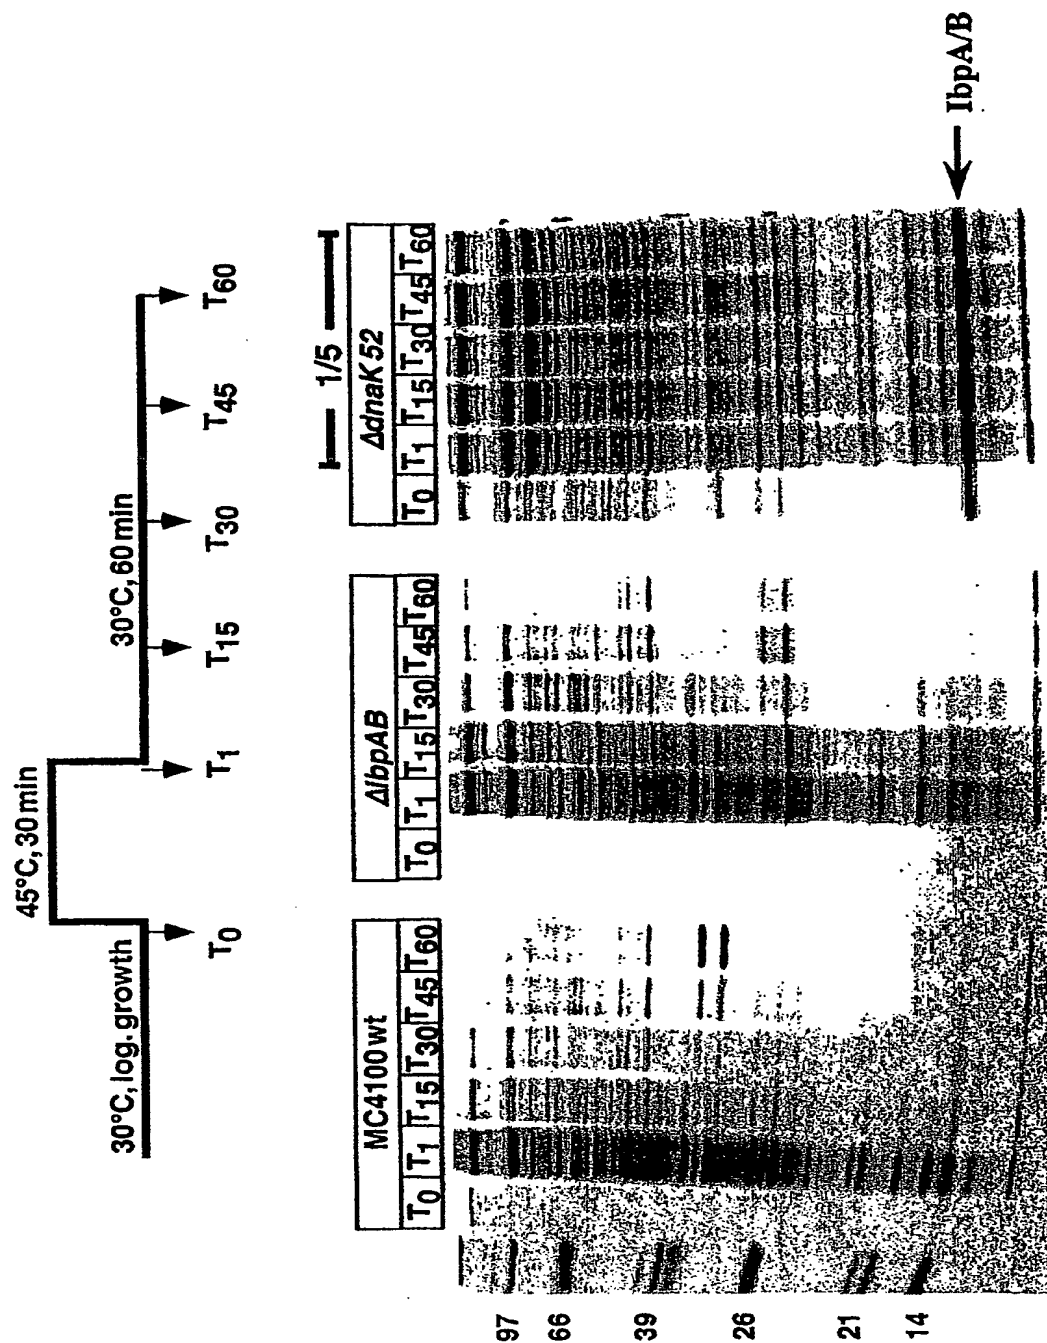 45°C, 30 min
30°C, log. growth
30°C, 60 min
T0 T1 T15 T30 T45 T60
1/5
MC4100wt ΔIbpAB ΔdnaK52
T0 T1 T15 T30 T45 T60 T0 T1 T15 T30 T45 T60 T0 T1 T15 T30 T45 T60
97
66
39
26
21
14
IbpA/B